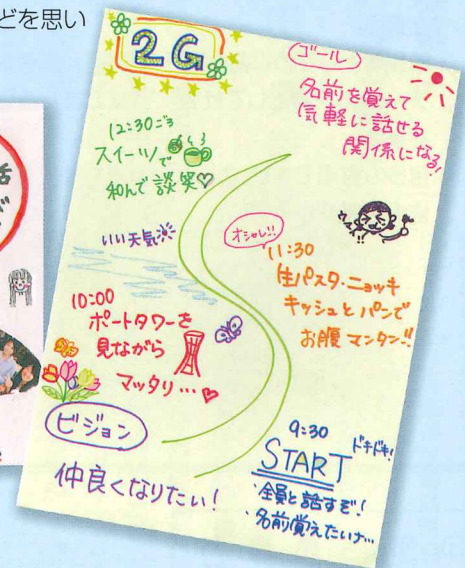 どを思い
2G
ゴール
名前を覚えて
気軽に話せる
関係になる!
12:30ごろ
スイーツで
和んで談笑♡
いい天気
オシャレ!!
11:30
生パスタ・ニョッキ
キッシュとパンで
お腹マンタン!!
10:00
ポートタワーを
見ながら
マッタリ…♥
ビジョン
仲良くなりたい!
9:30
ドキドキ!
START
・全員と話すぞ!
・名前覚えたいナ…
活
ど